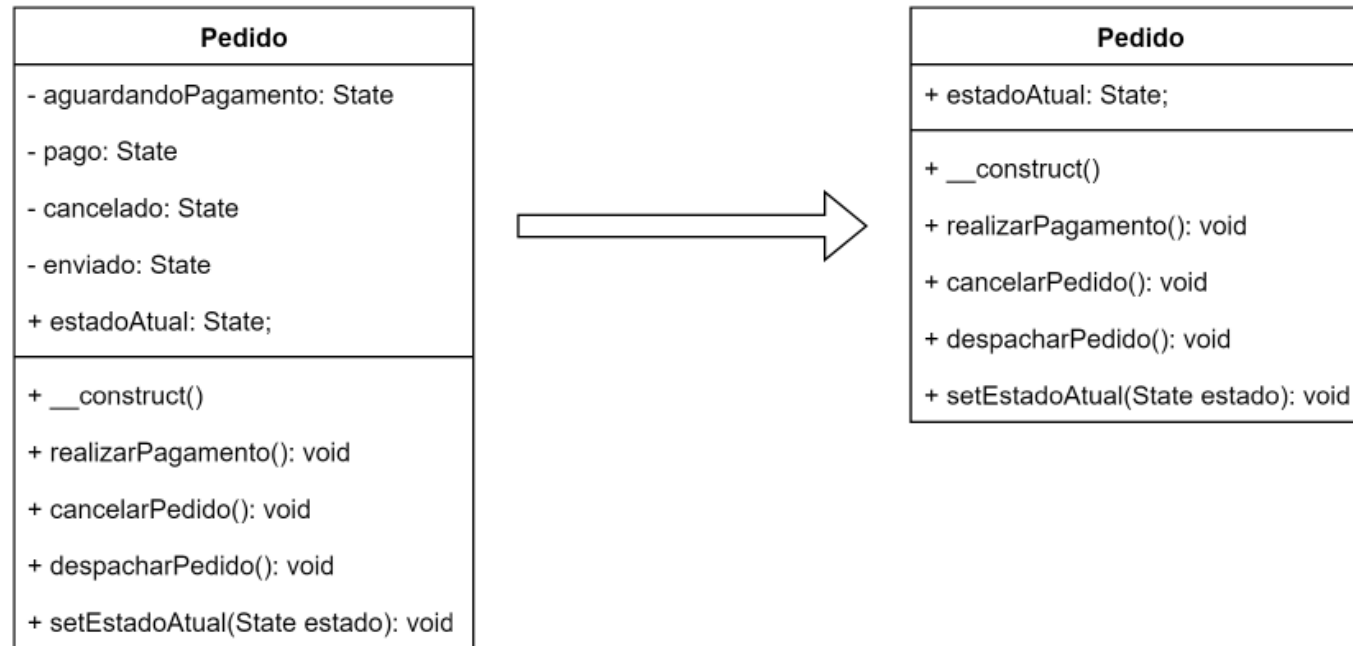 Pedido
- aguardandoPagamento: State
- pago: State
- cancelado: State
- enviado: State
+ estadoAtual: State;
+ __construct()
+ realizarPagamento(): void
+ cancelarPedido(): void
+ despacharPedido(): void
+ setEstadoAtual(State estado): void
Pedido
+ estadoAtual: State;
+ __construct()
+ realizarPagamento(): void
+ cancelarPedido(): void
+ despacharPedido(): void
+ setEstadoAtual(State estado): void